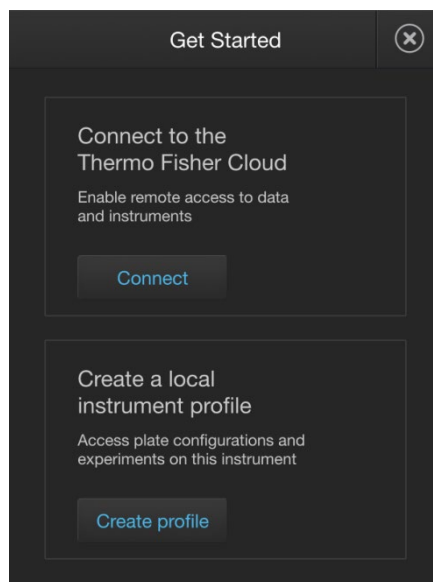 Get Started
Connect to the
Thermo Fisher Cloud
Enable remote access to data
and instruments
Connect
Create a local
instrument profile
Access plate configurations and
experiments on this instrument
Create profile